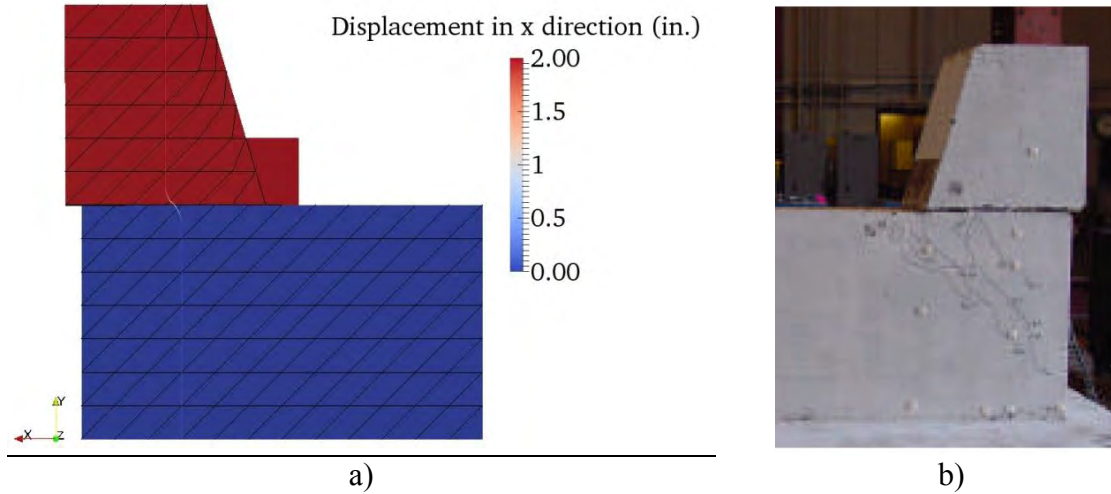 Displacement in x direction (in.)
2.00
1.5
1
0.5
0.00
Y
X
Z
a)
b)